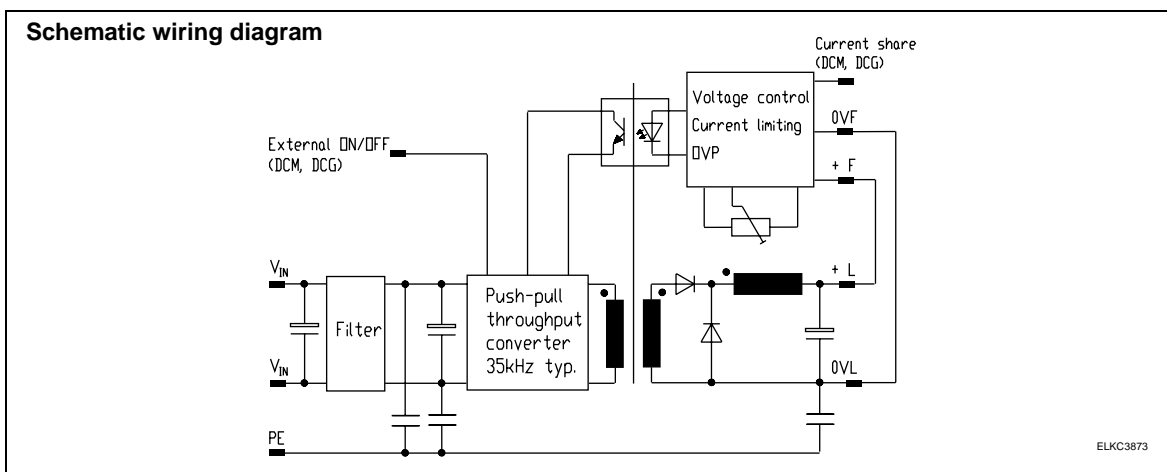 Schematic wiring diagram
Current share
(DCM, DCG)
Voltage control
Current limiting
OVP
0VF
+ F
External ON/OFF
(DCM, DCG)
VIN
Filter
VIN
Push-pull
throughput
converter
35kHz typ.
+ L
0VL
PE
ELKC3873